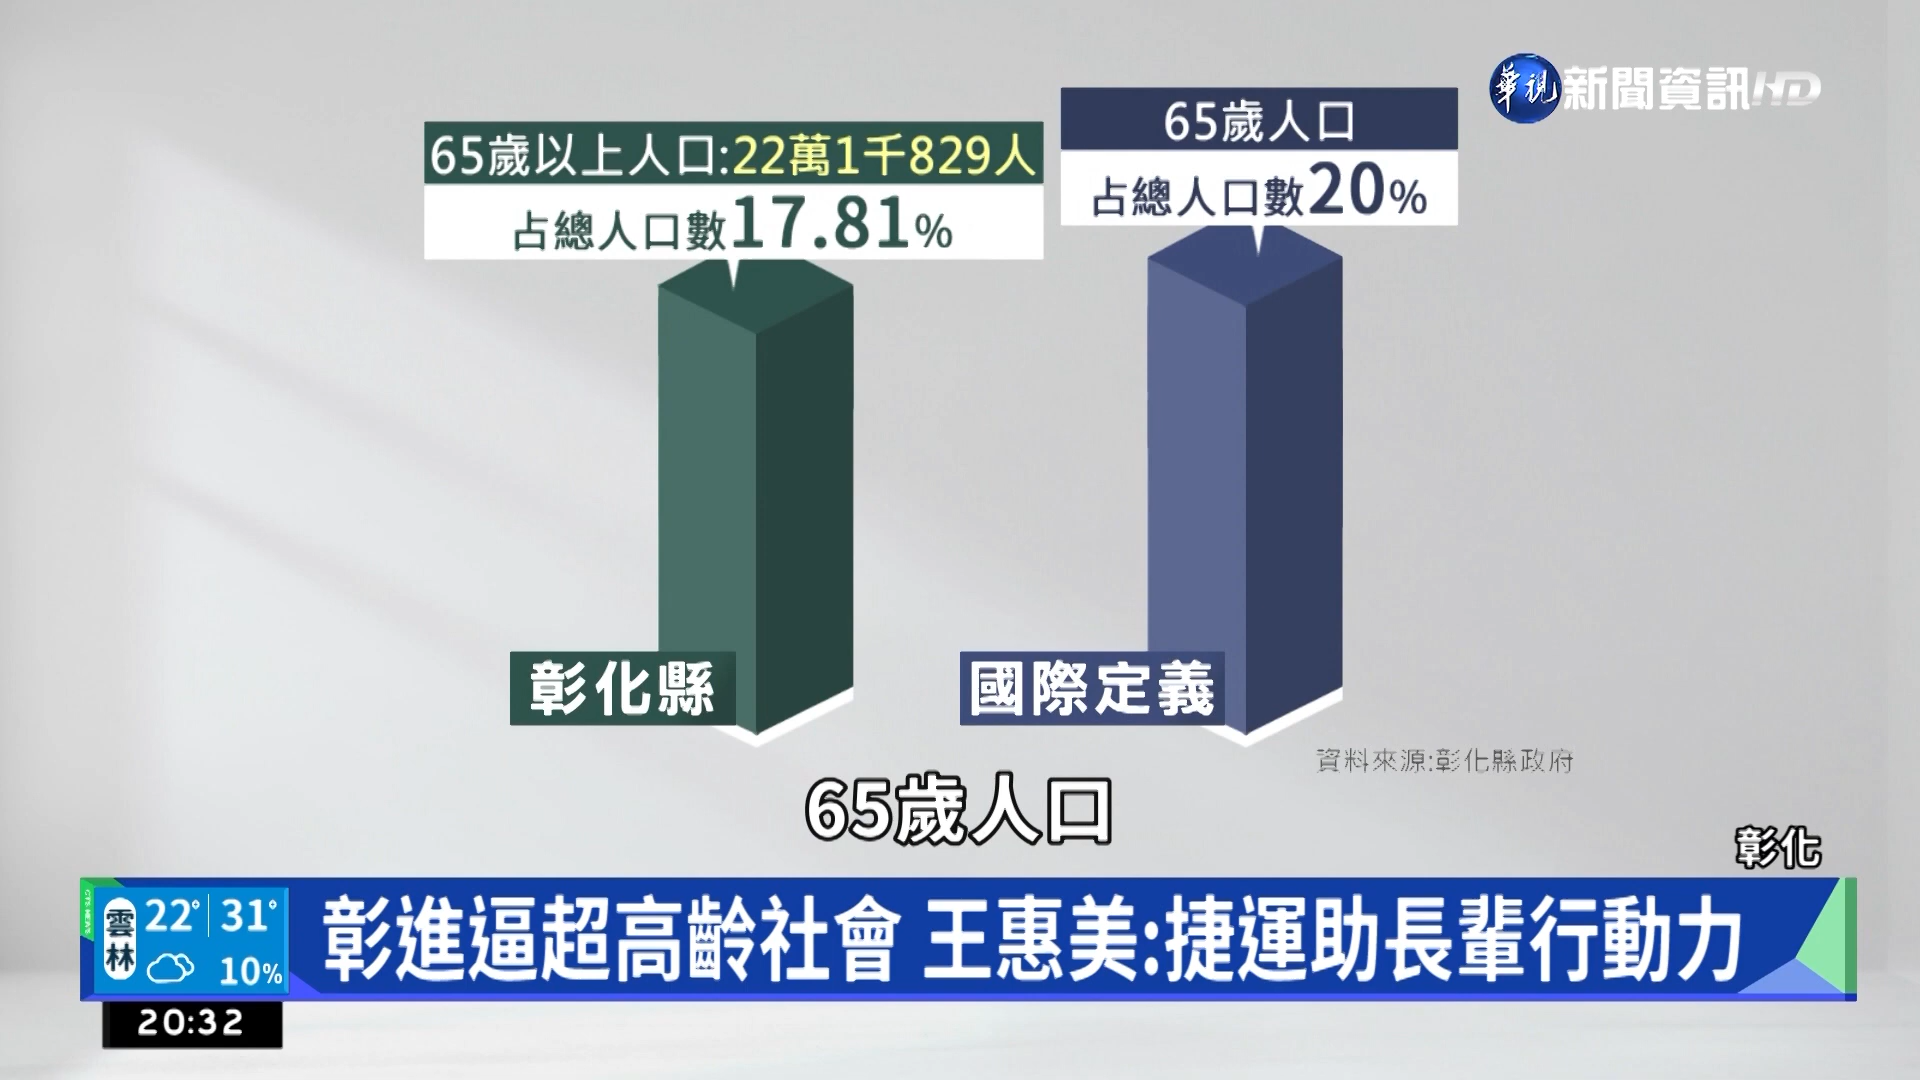 華視新聞資訊HD
65歲以上人口:22萬1千829人
占總人口數17.81%
65歲人口
占總人口數20%
彰化縣
國際定義
資料來源:彰化縣政府
65歲人口
彰化
雲林
22° 31°
10%
彰進逼超高齡社會 王惠美:捷運助長輩行動力
20:32